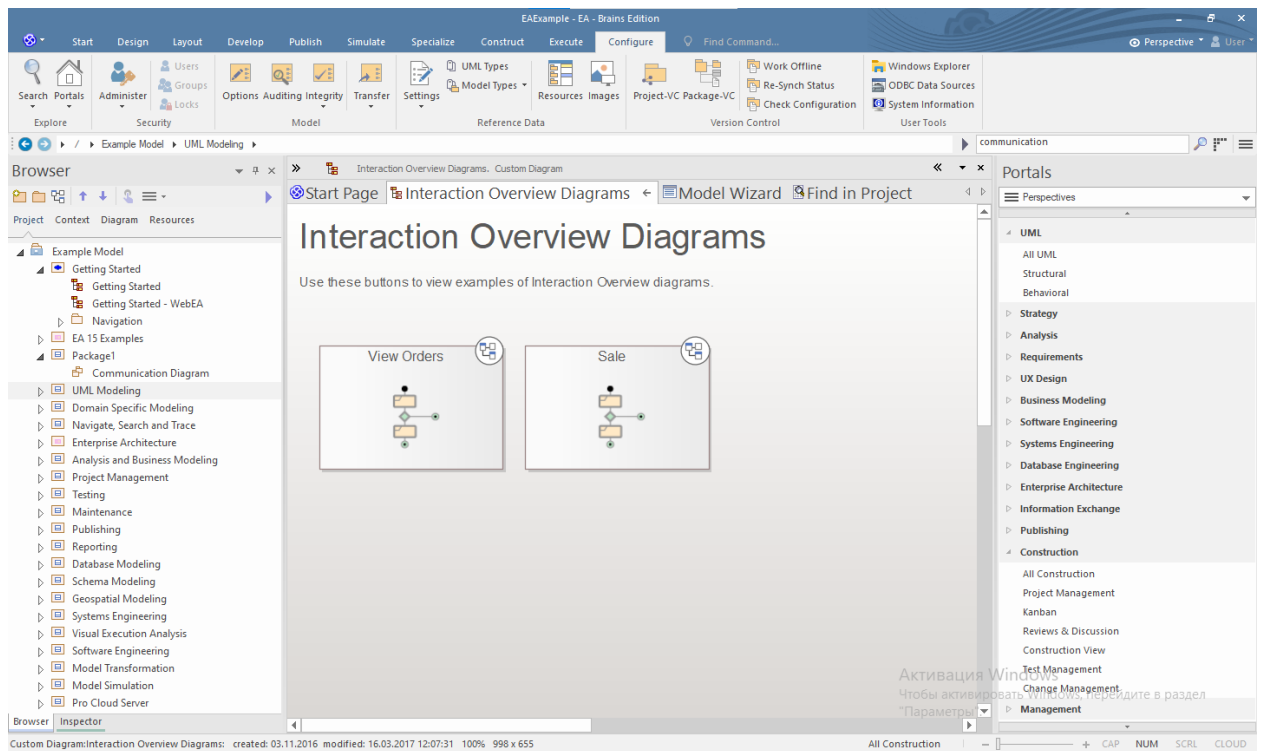 EAExample - EA - Brains Edition
Start Design Layout Develop Publish Simulate Specialize Construct Execute Configure Find Command... Perspective User
Search Portals Administer Users Groups Locks Options Auditing Integrity Transfer Settings UML Types Model Types Resources Images Project-VC Package-VC Work Offline Re-Synch Status Check Configuration Windows Explorer ODBC Data Sources System Information
Explore Security Model Reference Data Version Control User Tools
/ Example Model UML Modeling communication
Browser
Project Context Diagram Resources
Example Model
Getting Started
Getting Started
Getting Started - WebEA
Navigation
EA 15 Examples
Package1
Communication Diagram
UML Modeling
Domain Specific Modeling
Navigate, Search and Trace
Enterprise Architecture
Analysis and Business Modeling
Project Management
Testing
Maintenance
Publishing
Reporting
Database Modeling
Schema Modeling
Geospatial Modeling
Systems Engineering
Visual Execution Analysis
Software Engineering
Model Transformation
Model Simulation
Pro Cloud Server
Browser Inspector
Interaction Overview Diagrams. Custom Diagram
Start Page Interaction Overview Diagrams Model Wizard Find in Project
Interaction Overview Diagrams
Use these buttons to view examples of Interaction Overview diagrams.
View Orders Sale
Portals
Perspectives
UML
All UML
Structural
Behavioral
Strategy
Analysis
Requirements
UX Design
Business Modeling
Software Engineering
Systems Engineering
Database Engineering
Enterprise Architecture
Information Exchange
Publishing
Construction
All Construction
Project Management
Kanban
Reviews & Discussion
Construction View
Test Management
Change Management
Management
Активация Windows
Чтобы активировать Windows, перейдите в раздел
"Параметры"
Custom Diagram:Interaction Overview Diagrams: created: 03.11.2016 modified: 16.03.2017 12:07:31 100% 998 x 655 All Construction CAP NUM SCRL CLOUD